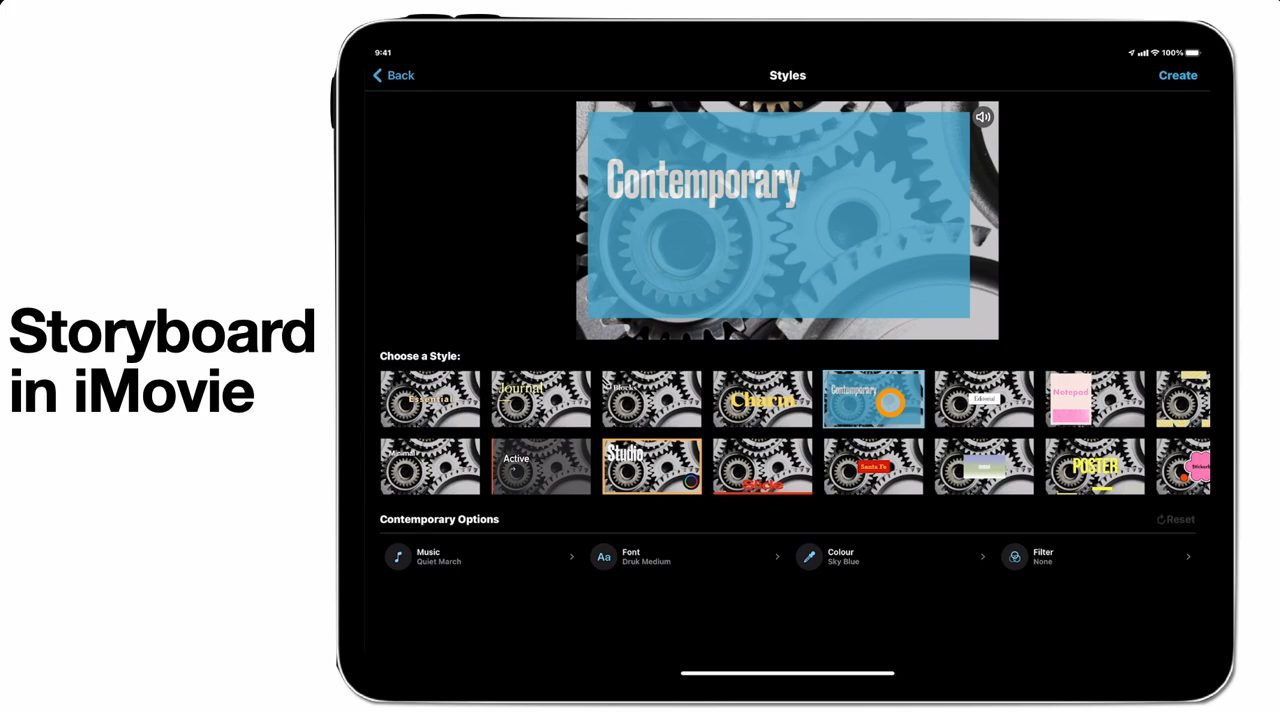 Storyboard
in iMovie
9:41
100%
Back
Styles
Create
Contemporary
Choose a Style:
Essential
Journal
Blocks
Charm
Contemporary
Editorial
Notepad
Minimal
Active
Studio
Slide
Santa Fe
POSTER
Contemporary Options
Reset
Music
Quiet March
Aa
Font
Druk Medium
Colour
Sky Blue
Filter
None